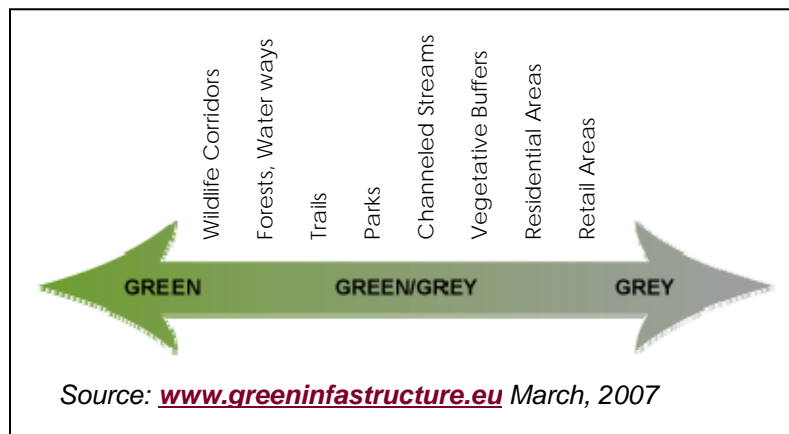 Wildlife Corridors
Forests, Water ways
Trails
Parks
Channeled Streams
Vegetative Buffers
Residential Areas
Retail Areas
GREEN
GREEN/GREY
GREY
Source: www.greeninfastructure.eu March, 2007